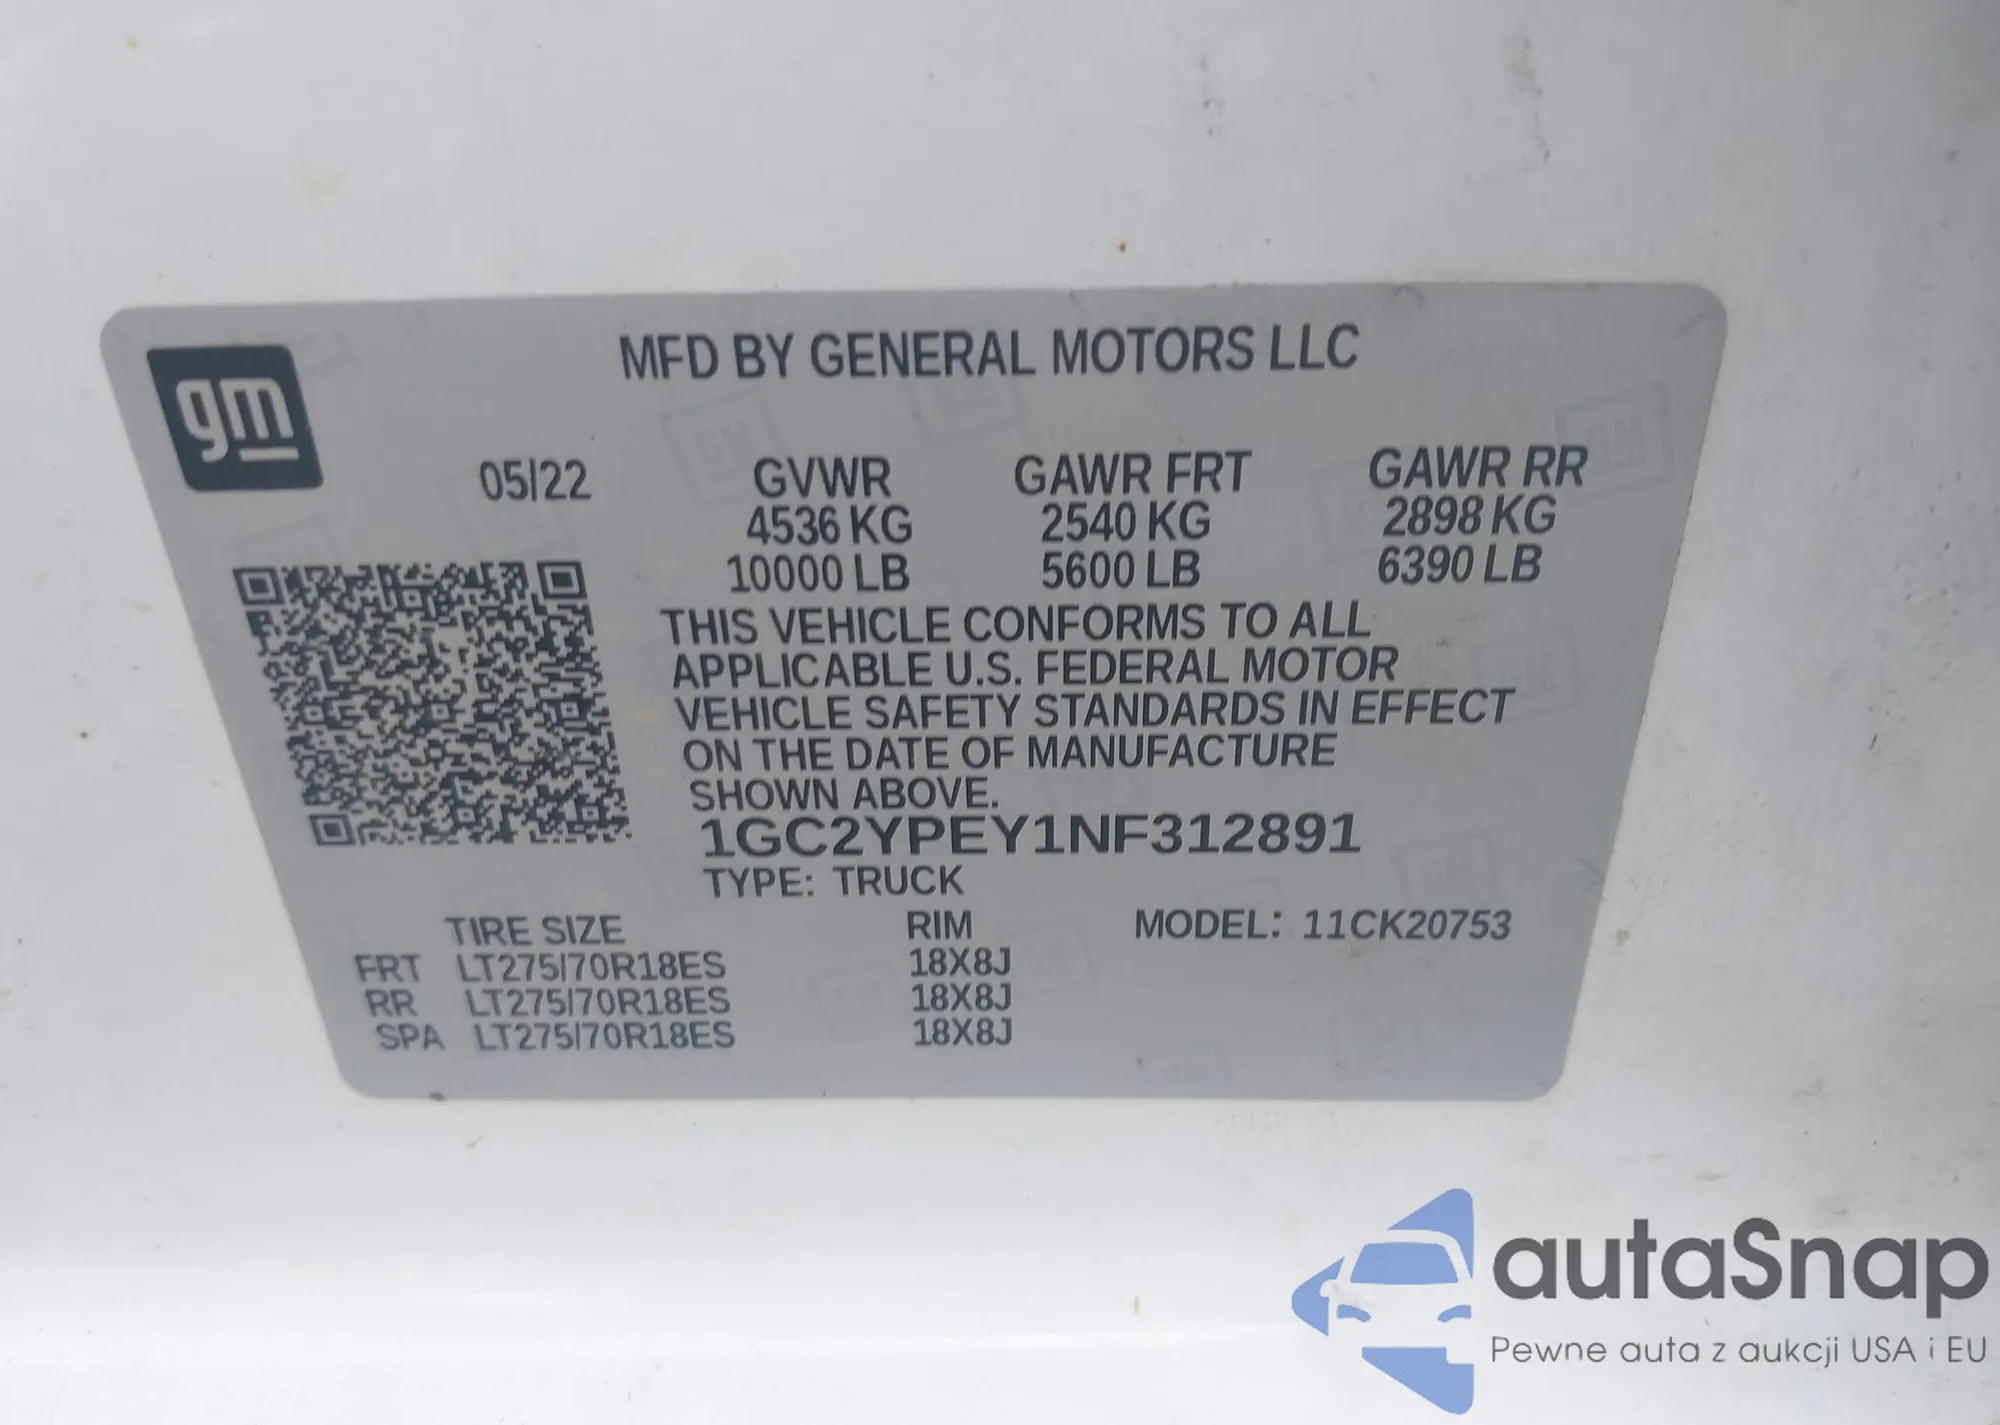 gm
MFD BY GENERAL MOTORS LLC
05/22 GVWR GAWR FRT GAWR RR
4536 KG 2540 KG 2898 KG
10000 LB 5600 LB 6390 LB
THIS VEHICLE CONFORMS TO ALL
APPLICABLE U.S. FEDERAL MOTOR
VEHICLE SAFETY STANDARDS IN EFFECT
ON THE DATE OF MANUFACTURE
SHOWN ABOVE.
1GC2YPEY1NF312891
TYPE: TRUCK
TIRE SIZE RIM MODEL: 11CK20753
FRT LT275/70R18ES 18X8J
RR LT275/70R18ES 18X8J
SPA LT275/70R18ES 18X8J
autaSnap
Pewne auta z aukcji USA i EU